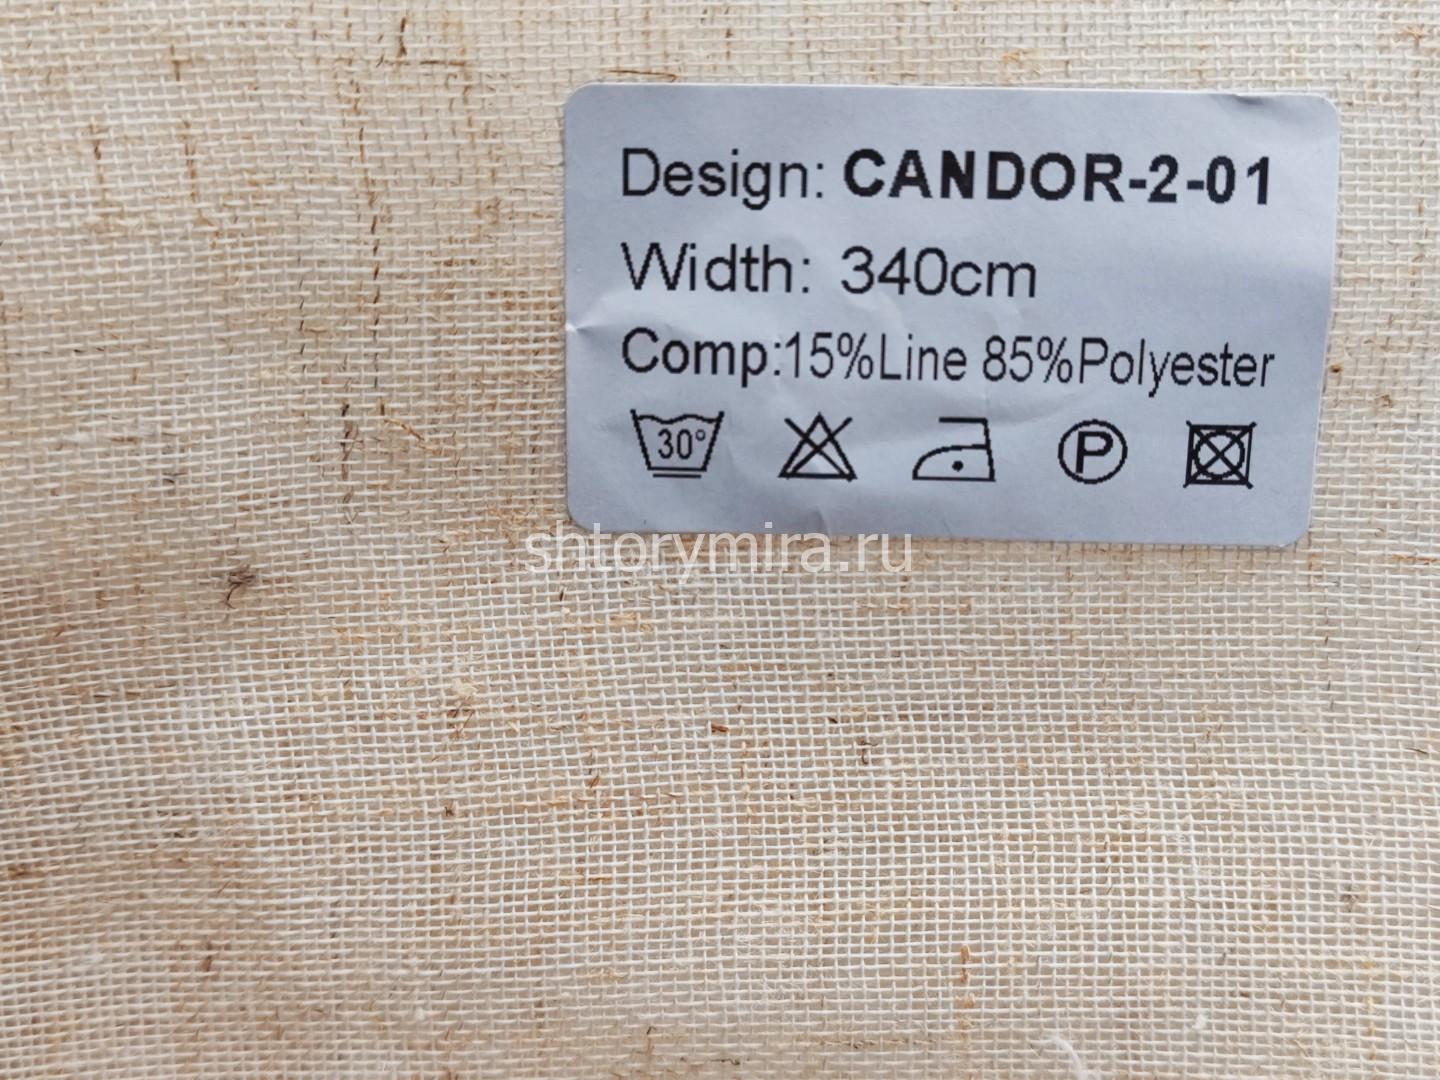 Design: CANDOR-2-01
Width: 340cm
Comp:15%Line 85%Polyester
30° P
shtorymira.ru